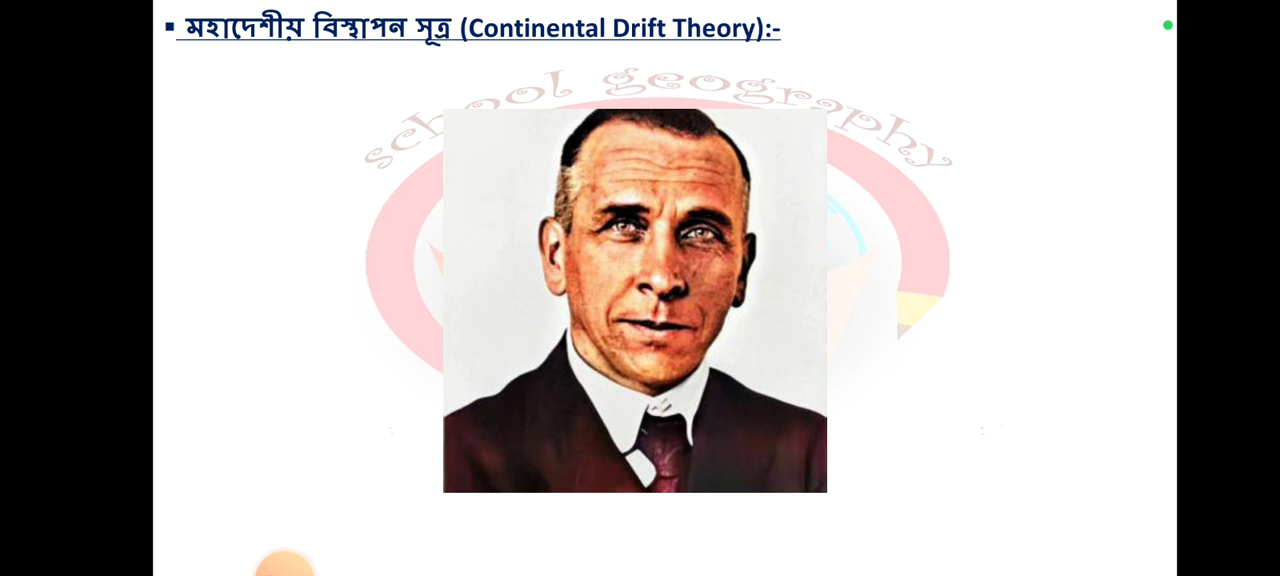 ▪ মহাদেশীয় বিস্থাপন সূত্র (Continental Drift Theory):-
school geography